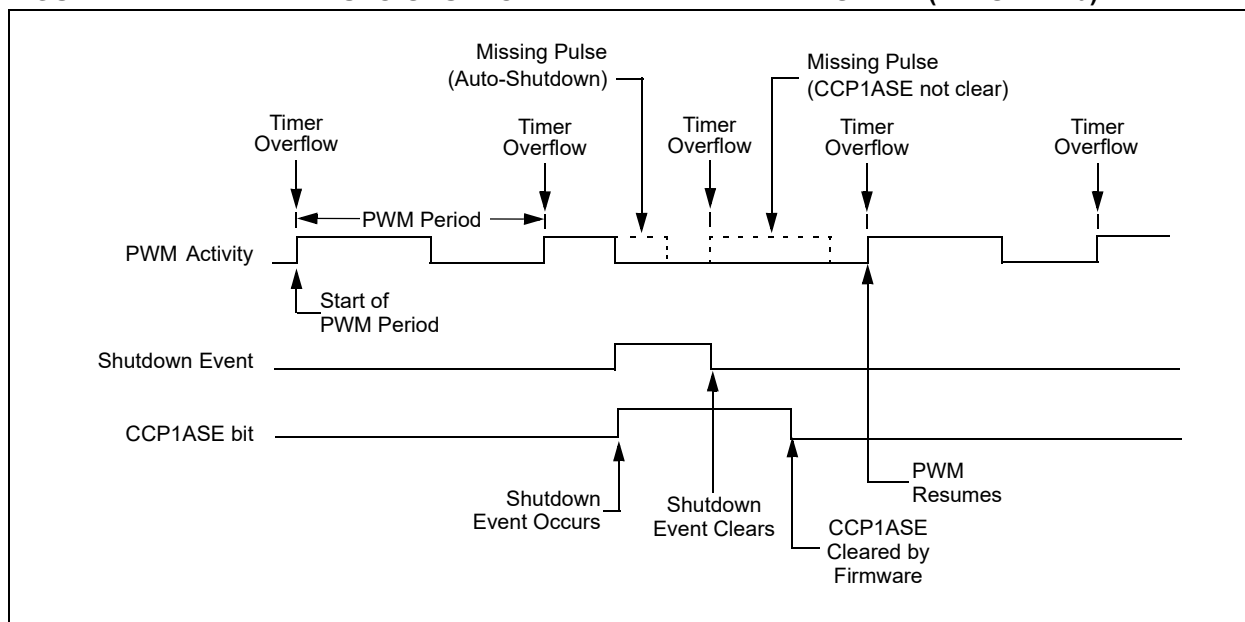 Missing Pulse
(Auto-Shutdown)
Missing Pulse
(CCP1ASE not clear)
Timer
Overflow
Timer
Overflow
Timer
Overflow
Timer
Overflow
Timer
Overflow
PWM Period
PWM Activity
Start of
PWM Period
Shutdown Event
CCP1ASE bit
Shutdown
Event Occurs
Shutdown
Event Clears
PWM
Resumes
CCP1ASE
Cleared by
Firmware